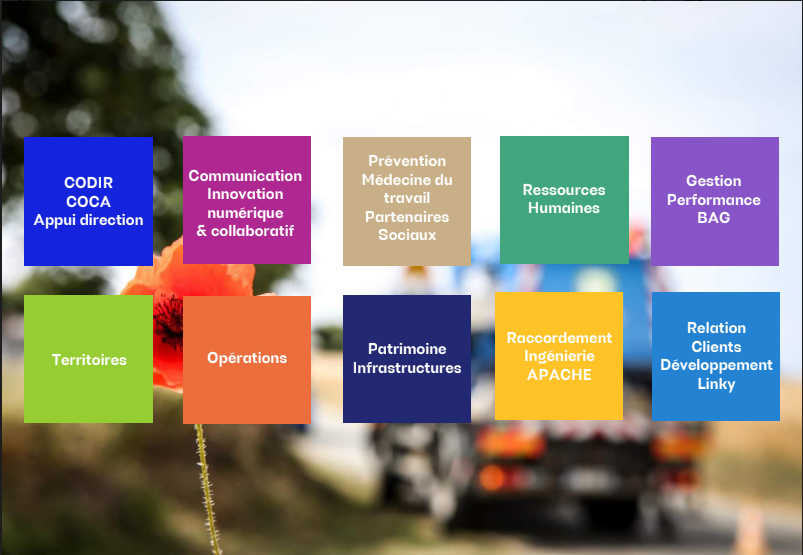 CODIR
COCA
Appui direction
Communication
Innovation
numérique
& collaboratif
Prévention
Médecine du
travail
Partenaires
Sociaux
Ressources
Humaines
Gestion
Performance
BAG
Territoires
Opérations
Patrimoine
Infrastructures
Raccordement
Ingénierie
APACHE
Relation
Clients
Développement
Linky